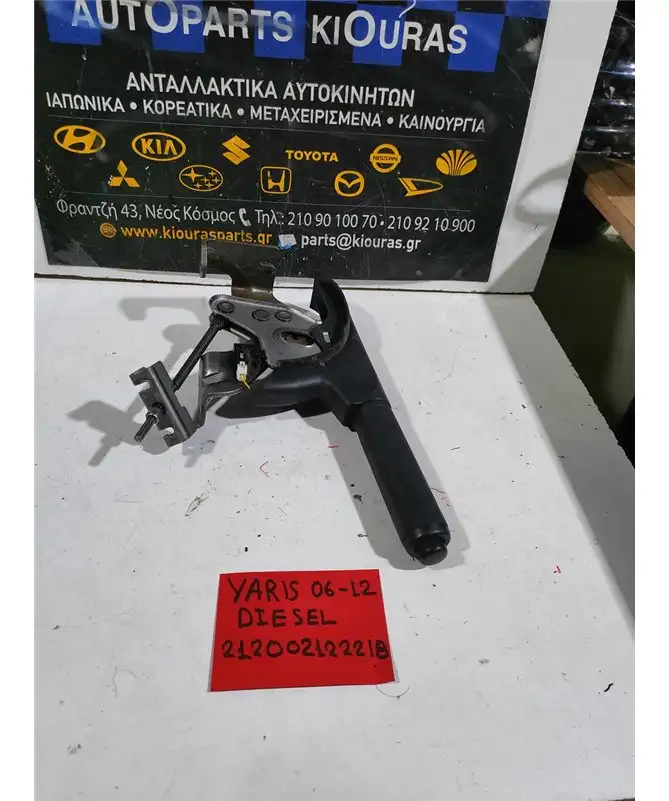 AUTOPARTS KIOURAS
ΑΝΤΑΛΛΑΚΤΙΚΑ ΑΥΤΟΚΙΝΗΤΩΝ
ΙΑΠΩΝΙΚΑ • ΚΟΡΕΑΤΙΚΑ • ΜΕΤΑΧΕΙΡΙΣΜΕΝΑ • ΚΑΙΝΟΥΡΓΙΑ
KIA
TOYOTA
NISSAN
Φραντζή 43, Νέος Κόσμος Τηλ.: 210 90 100 70 • 210 92 10 900
www.kiourasparts.gr parts@kiouras.gr
YARIS 06-12
DIESEL
212002122218